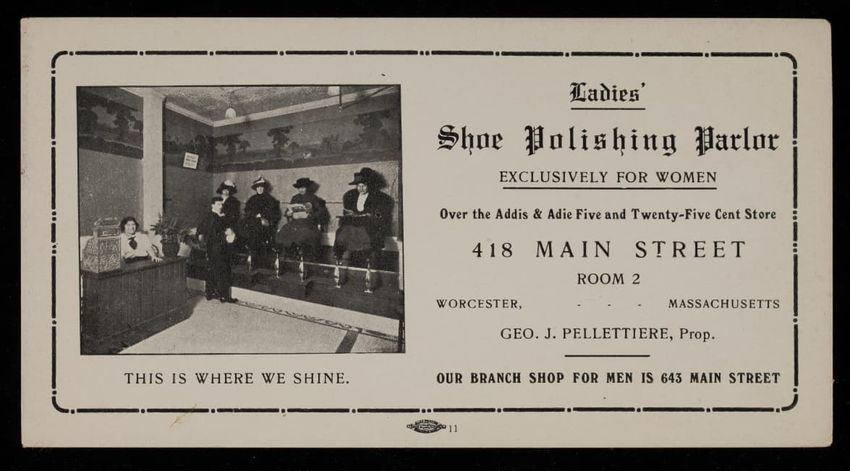 Ladies'
Shoe Polishing Parlor
EXCLUSIVELY FOR WOMEN
Over the Addis & Adie Five and Twenty-Five Cent Store
418 MAIN STREET
ROOM 2
WORCESTER, - - - MASSACHUSETTS
GEO. J. PELLETTIERE, Prop.
OUR BRANCH SHOP FOR MEN IS 643 MAIN STREET
THIS IS WHERE WE SHINE.
11